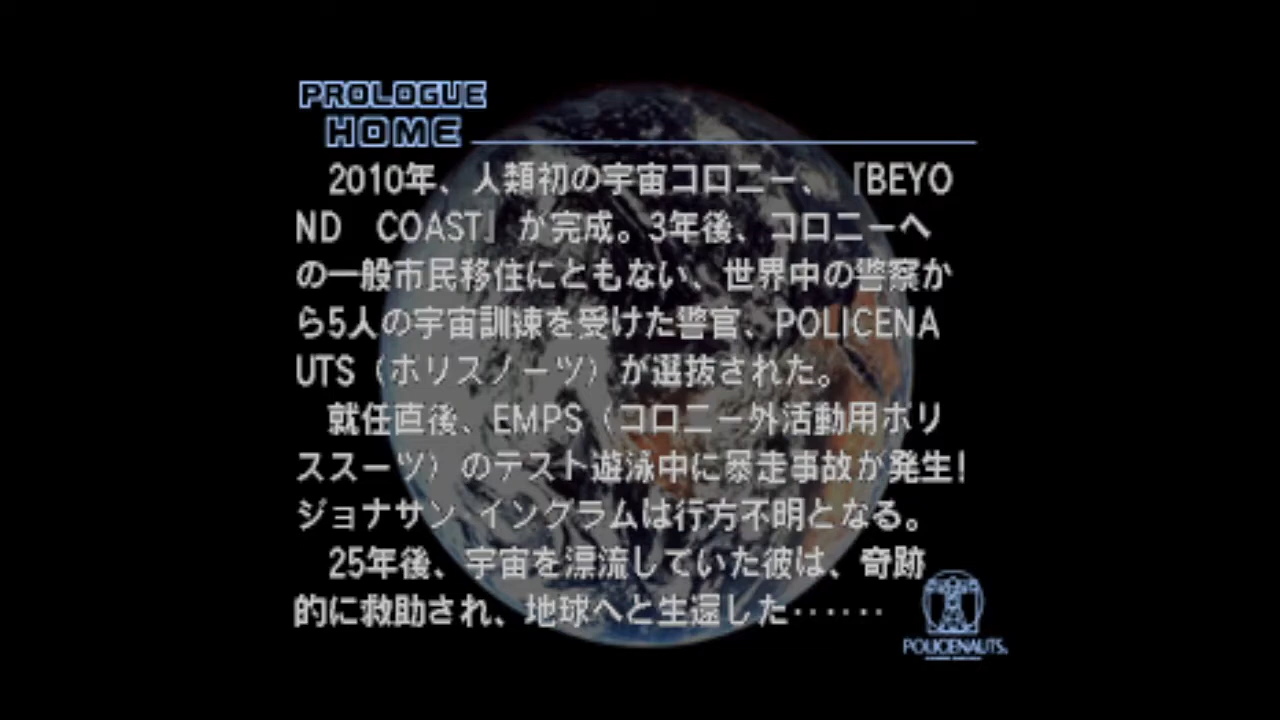 PROLOGUE
HOME
2010年、人類初の宇宙コロニー、『BEYO
ND COAST』が完成。3年後、コロニーへ
の一般市民移住にともない、世界中の警察か
ら5人の宇宙訓練を受けた警官、POLICENA
UTS（ポリスノーツ）が選抜された。
就任直後、EMPS（コロニー外活動用ポリ
ススーツ）のテスト遊泳中に暴走事故が発生!
ジョナサン イングラムは行方不明となる。
25年後、宇宙を漂流していた彼は、奇跡
的に救助され、地球へと生還した……
POLICENAUTS.